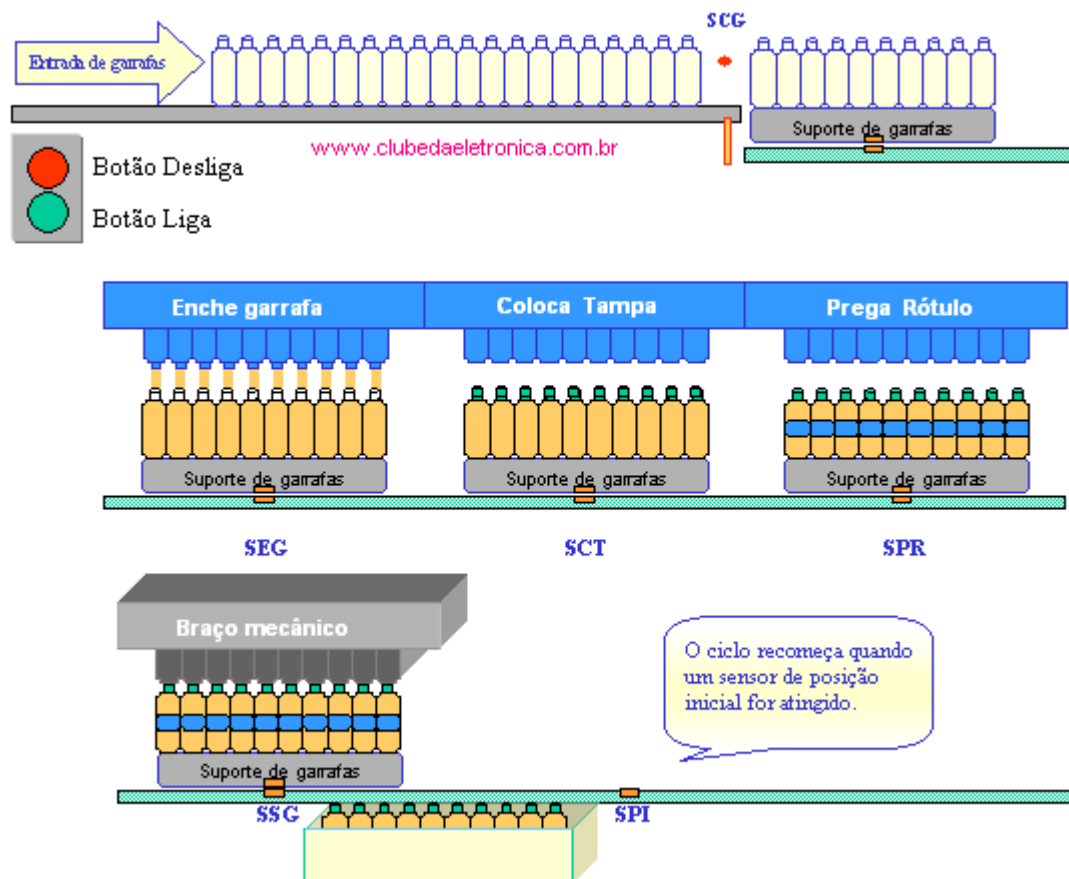 SCG
Entrada de garrafas
Suporte de garrafas
www.clubedaeletronica.com.br
Botão Desliga
Botão Liga
Enche garrafa
Coloca Tampa
Prega Rótulo
Suporte de garrafas
Suporte de garrafas
Suporte de garrafas
SEG
SCT
SPR
Braço mecânico
O ciclo recomeça quando
um sensor de posição
inicial for atingido.
Suporte de garrafas
SSG
SPI